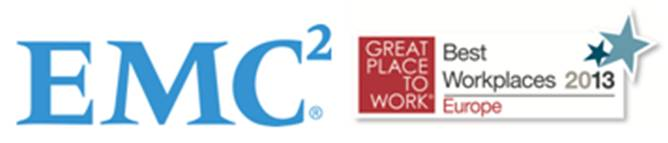 EMC²®
GREAT
PLACE
TO
WORK®
Best
Workplaces 2013
Europe